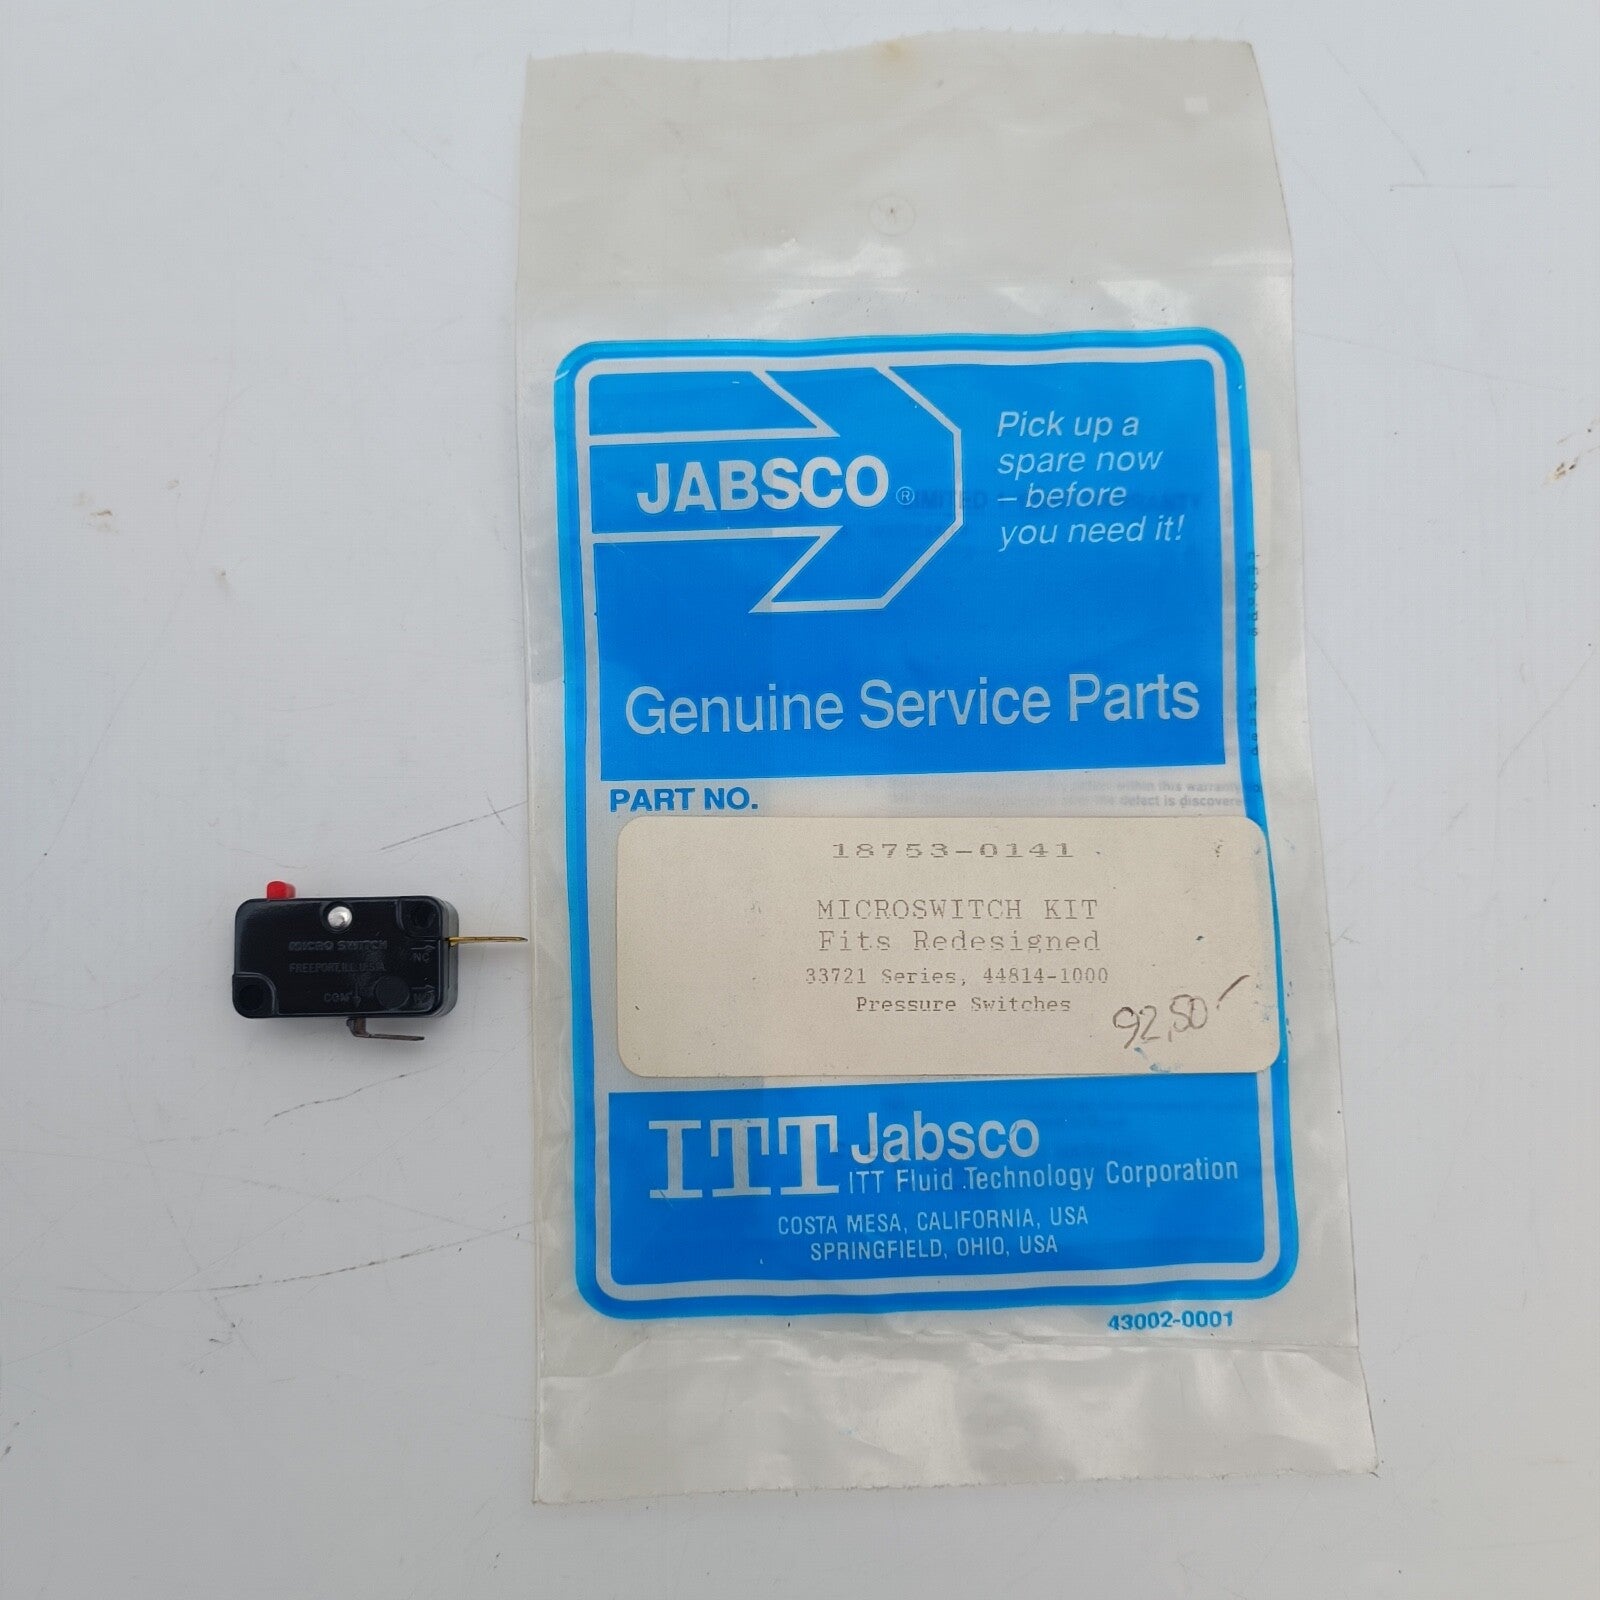 JABSCO®
Pick up a
spare now
– before
you need it!
Genuine Service Parts
PART NO.
18753-0141
MICROSWITCH KIT
Fits Redesigned
33721 Series, 44814-1000
Pressure Switches
92,50
ITT Jabsco
ITT Fluid Technology Corporation
COSTA MESA, CALIFORNIA, USA
SPRINGFIELD, OHIO, USA
43002-0001
MICRO SWITCH
FREEPORT, ILL. U.S.A.
NC
COM
NO